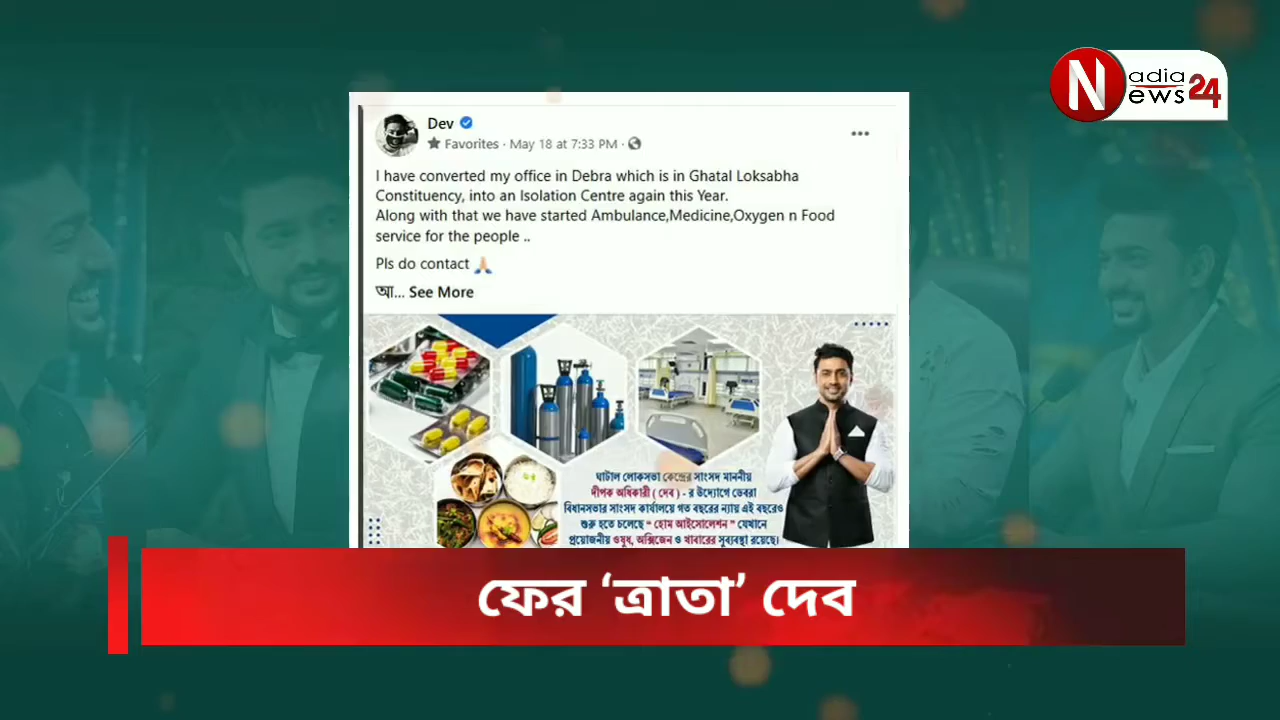 Nadia
News 24
Dev
Favorites · May 18 at 7:33 PM ·
I have converted my office in Debra which is in Ghatal Loksabha
Constituency, into an Isolation Centre again this Year.
Along with that we have started Ambulance,Medicine,Oxygen n Food
service for the people ..
Pls do contact 🙏
আ... See More
ঘাটাল লোকসভা কেন্দ্রের সাংসদ মাননীয়
দীপক অধিকারী ( দেব ) - র উদ্যোগে ডেবরা
বিধানসভার সাংসদ কার্যালয়ে গত বছরের ন্যায় এই বছরেও
শুরু হতে চলেছে “ হোম আইসোলেশন ” যেখানে
প্রয়োজনীয় ওষুধ, অক্সিজেন ও খাবারের সুব্যবস্থা রয়েছে।
ফের ‘ত্রাতা’ দেব